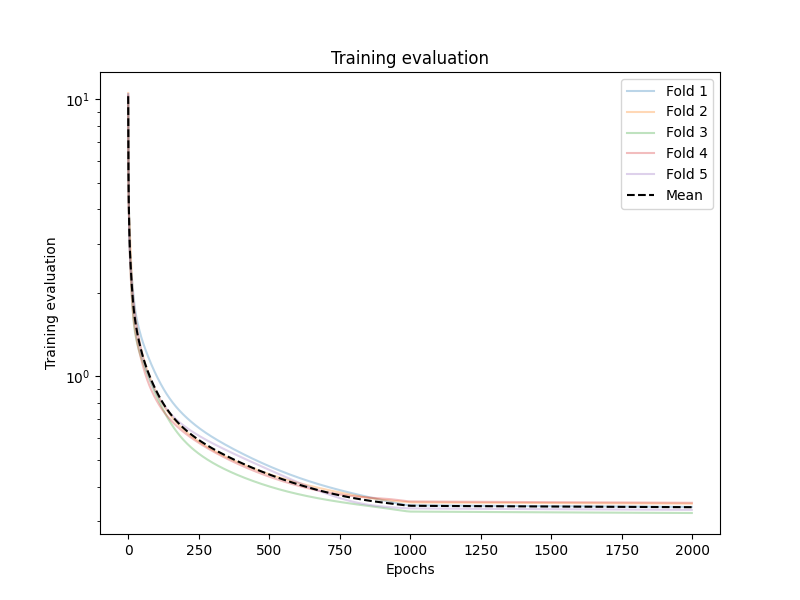 Training evaluation
Fold 1
Fold 2
Fold 3
Fold 4
Fold 5
Mean
Training evaluation
10¹
10⁰
0 250 500 750 1000 1250 1500 1750 2000
Epochs